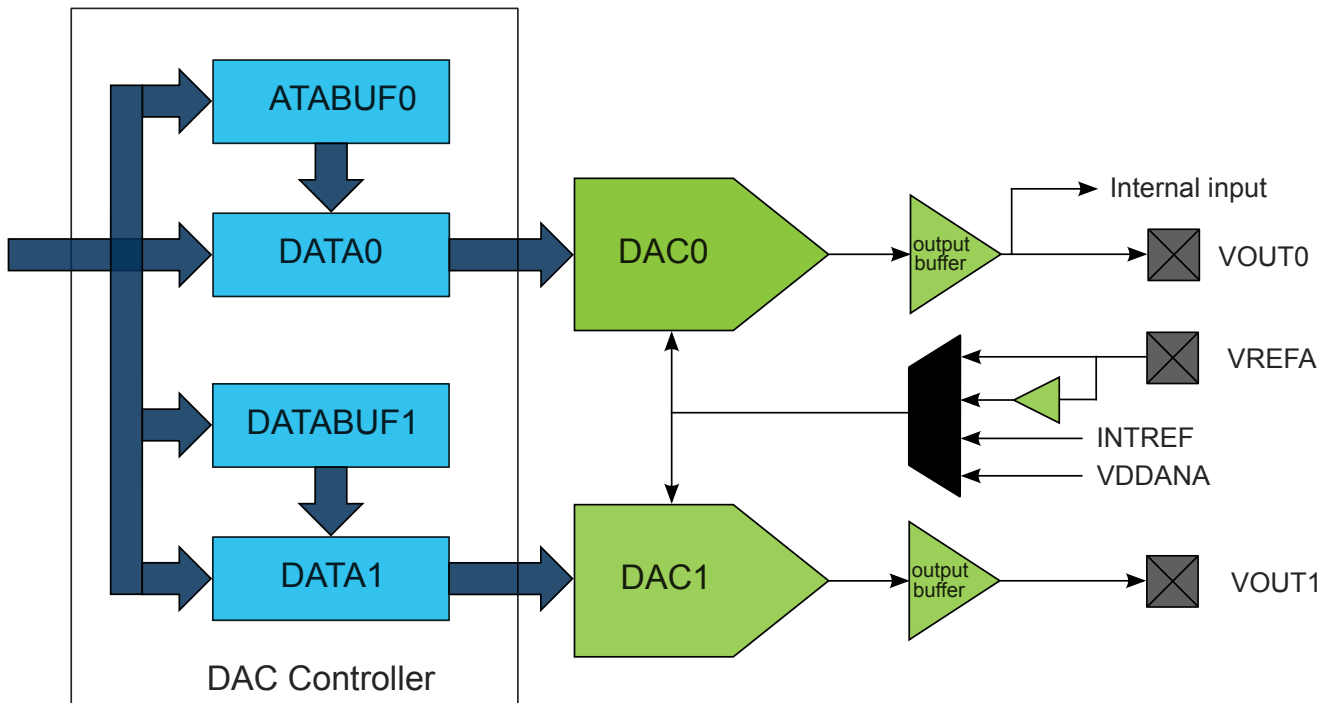 ATABUF0
DATA0
DAC0
output
buffer
Internal input
VOUT0
VREFA
DATABUF1
INTREF
VDDANA
DATA1
DAC1
output
buffer
VOUT1
DAC Controller